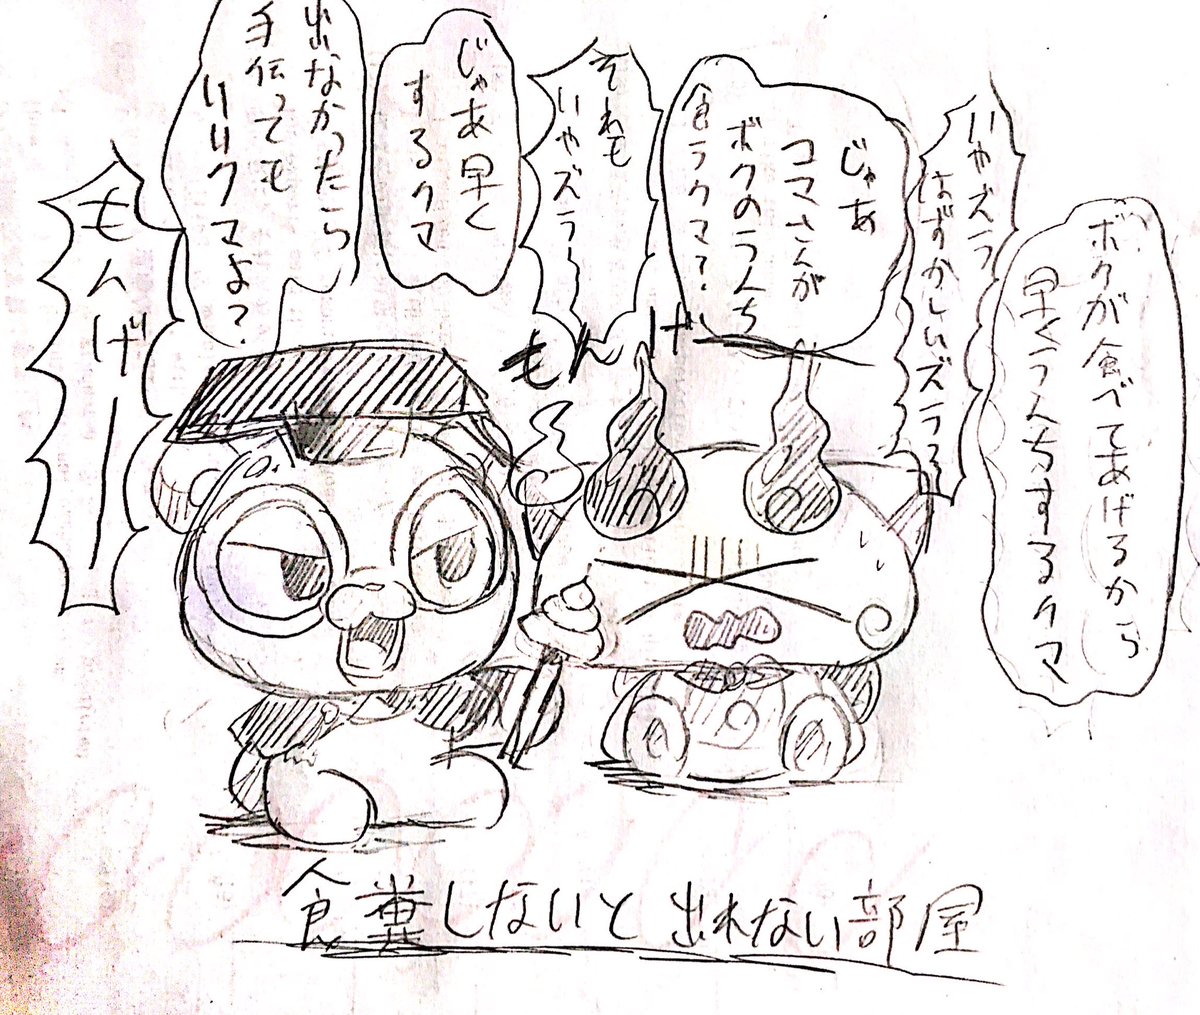 ボクが食べてあげるから
早くうんちするクマ
いやズラ
はずかしいズラ〜
じゃあ
コマさんが
ボクのうんち
食うクマ?
それも
いやズラ〜
じゃあ早く
するクマ
出なかったら
手伝っても
いいクマよ?
もんげー
もんげ
食糞しないと出れない部屋